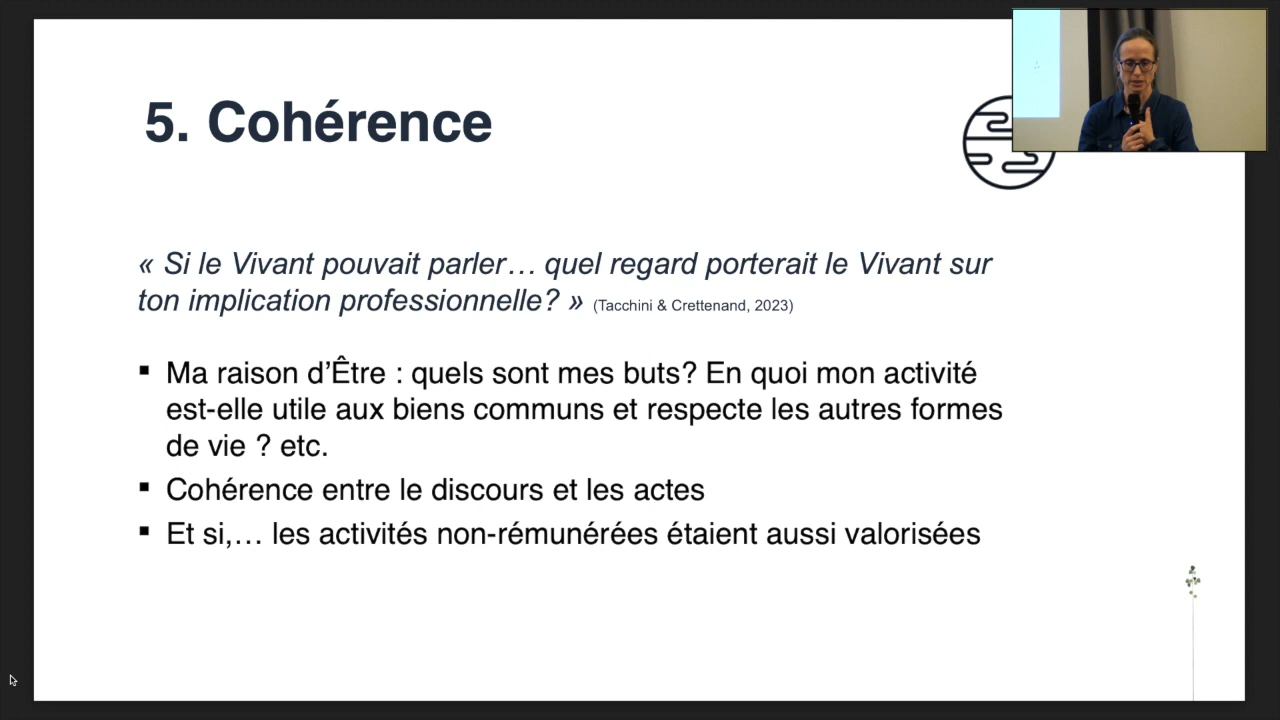 5. Cohérence
« Si le Vivant pouvait parler… quel regard porterait le Vivant sur
ton implication professionnelle? » (Tacchini & Crettenand, 2023)
▪ Ma raison d’Être : quels sont mes buts? En quoi mon activité
est-elle utile aux biens communs et respecte les autres formes
de vie ? etc.
▪ Cohérence entre le discours et les actes
▪ Et si,… les activités non-rémunérées étaient aussi valorisées